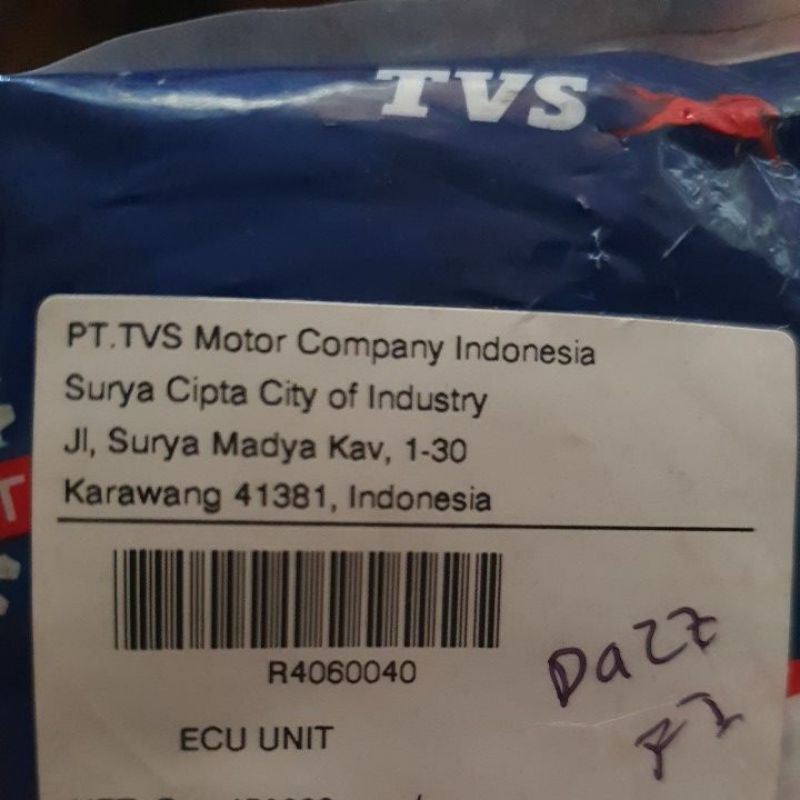 TVS
PT.TVS Motor Company Indonesia
Surya Cipta City of Industry
Jl, Surya Madya Kav, 1-30
Karawang 41381, Indonesia
R4060040
ECU UNIT
Dazz